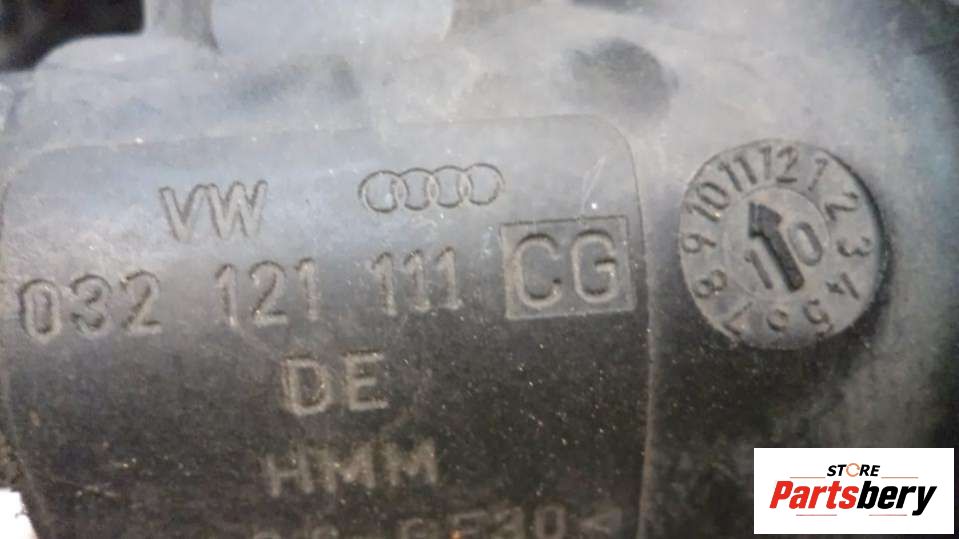 VW
032 121 111 CG
DE
HMM
GF30<
10 11 12 1 2 3 4 5 6 7 8 9
10
STORE
Partsbery